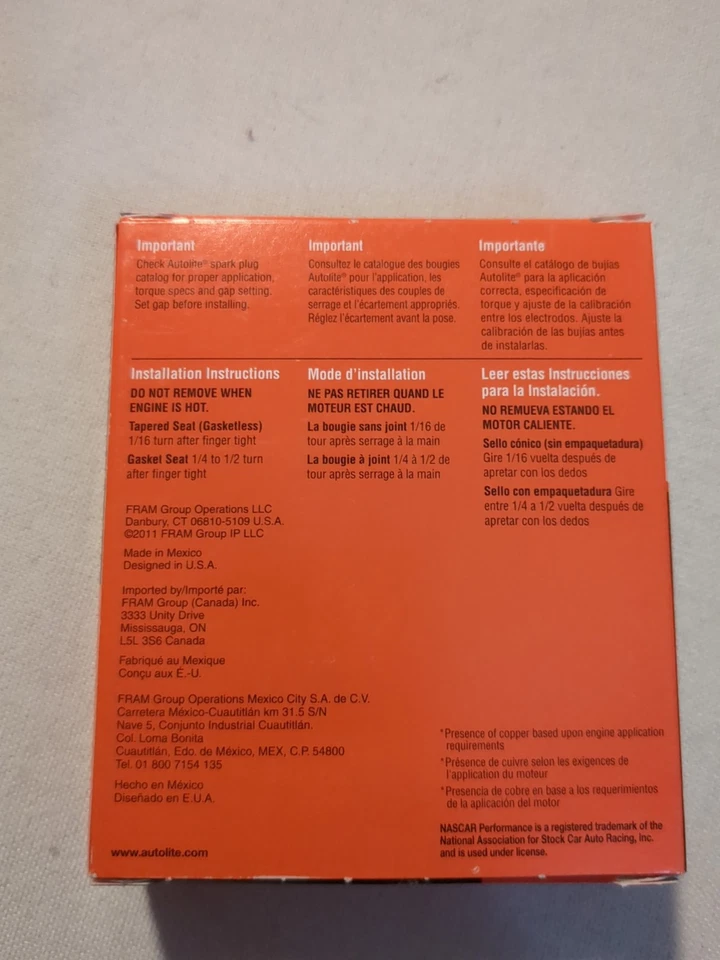 Important
Check Autolite® spark plug
catalog for proper application,
torque specs and gap setting.
Set gap before installing.
Important
Consultez le catalogue des bougies
Autolite® pour l'application, les
caractéristiques des couples de
serrage et l'écartement appropriés.
Réglez l'écartement avant la pose.
Importante
Consulte el catálogo de bujías
Autolite® para la aplicación
correcta, especificación de
torque y ajuste de la calibración
entre los electrodos. Ajuste la
calibración de las bujías antes
de instalarlas.
Installation Instructions
DO NOT REMOVE WHEN
ENGINE IS HOT.
Tapered Seat (Gasketless)
1/16 turn after finger tight
Gasket Seat 1/4 to 1/2 turn
after finger tight
Mode d'installation
NE PAS RETIRER QUAND LE
MOTEUR EST CHAUD.
La bougie sans joint 1/16 de
tour après serrage à la main
La bougie à joint 1/4 à 1/2 de
tour après serrage à la main
Leer estas Instrucciones
para la Instalación.
NO REMUEVA ESTANDO EL
MOTOR CALIENTE.
Sello cónico (sin empaquetadura)
Gire 1/16 vuelta después de
apretar con los dedos
Sello con empaquetadura Gire
entre 1/4 a 1/2 vuelta después de
apretar con los dedos
FRAM Group Operations LLC
Danbury, CT 06810-5109 U.S.A.
©2011 FRAM Group IP LLC
Made in Mexico
Designed in U.S.A.
Imported by/Importé par:
FRAM Group (Canada) Inc.
3333 Unity Drive
Mississauga, ON
L5L 3S6 Canada
Fabriqué au Mexique
Conçu aux É.-U.
FRAM Group Operations Mexico City S.A. de C.V.
Carretera México-Cuautitlán km 31.5 S/N
Nave 5, Conjunto Industrial Cuautitlán.
Col. Loma Bonita
Cuautitlán, Edo. de México, MEX, C.P. 54800
Tel. 01 800 7154 135
Hecho en México
Diseñado en E.U.A.
www.autolite.com
*Presence of copper based upon engine application
requirements
*Présence de cuivre selon les exigences de
l'application du moteur
*Presencia de cobre en base a los requerimientos
de la aplicación del motor
NASCAR Performance is a registered trademark of the
National Association for Stock Car Auto Racing, Inc.
and is used under license.